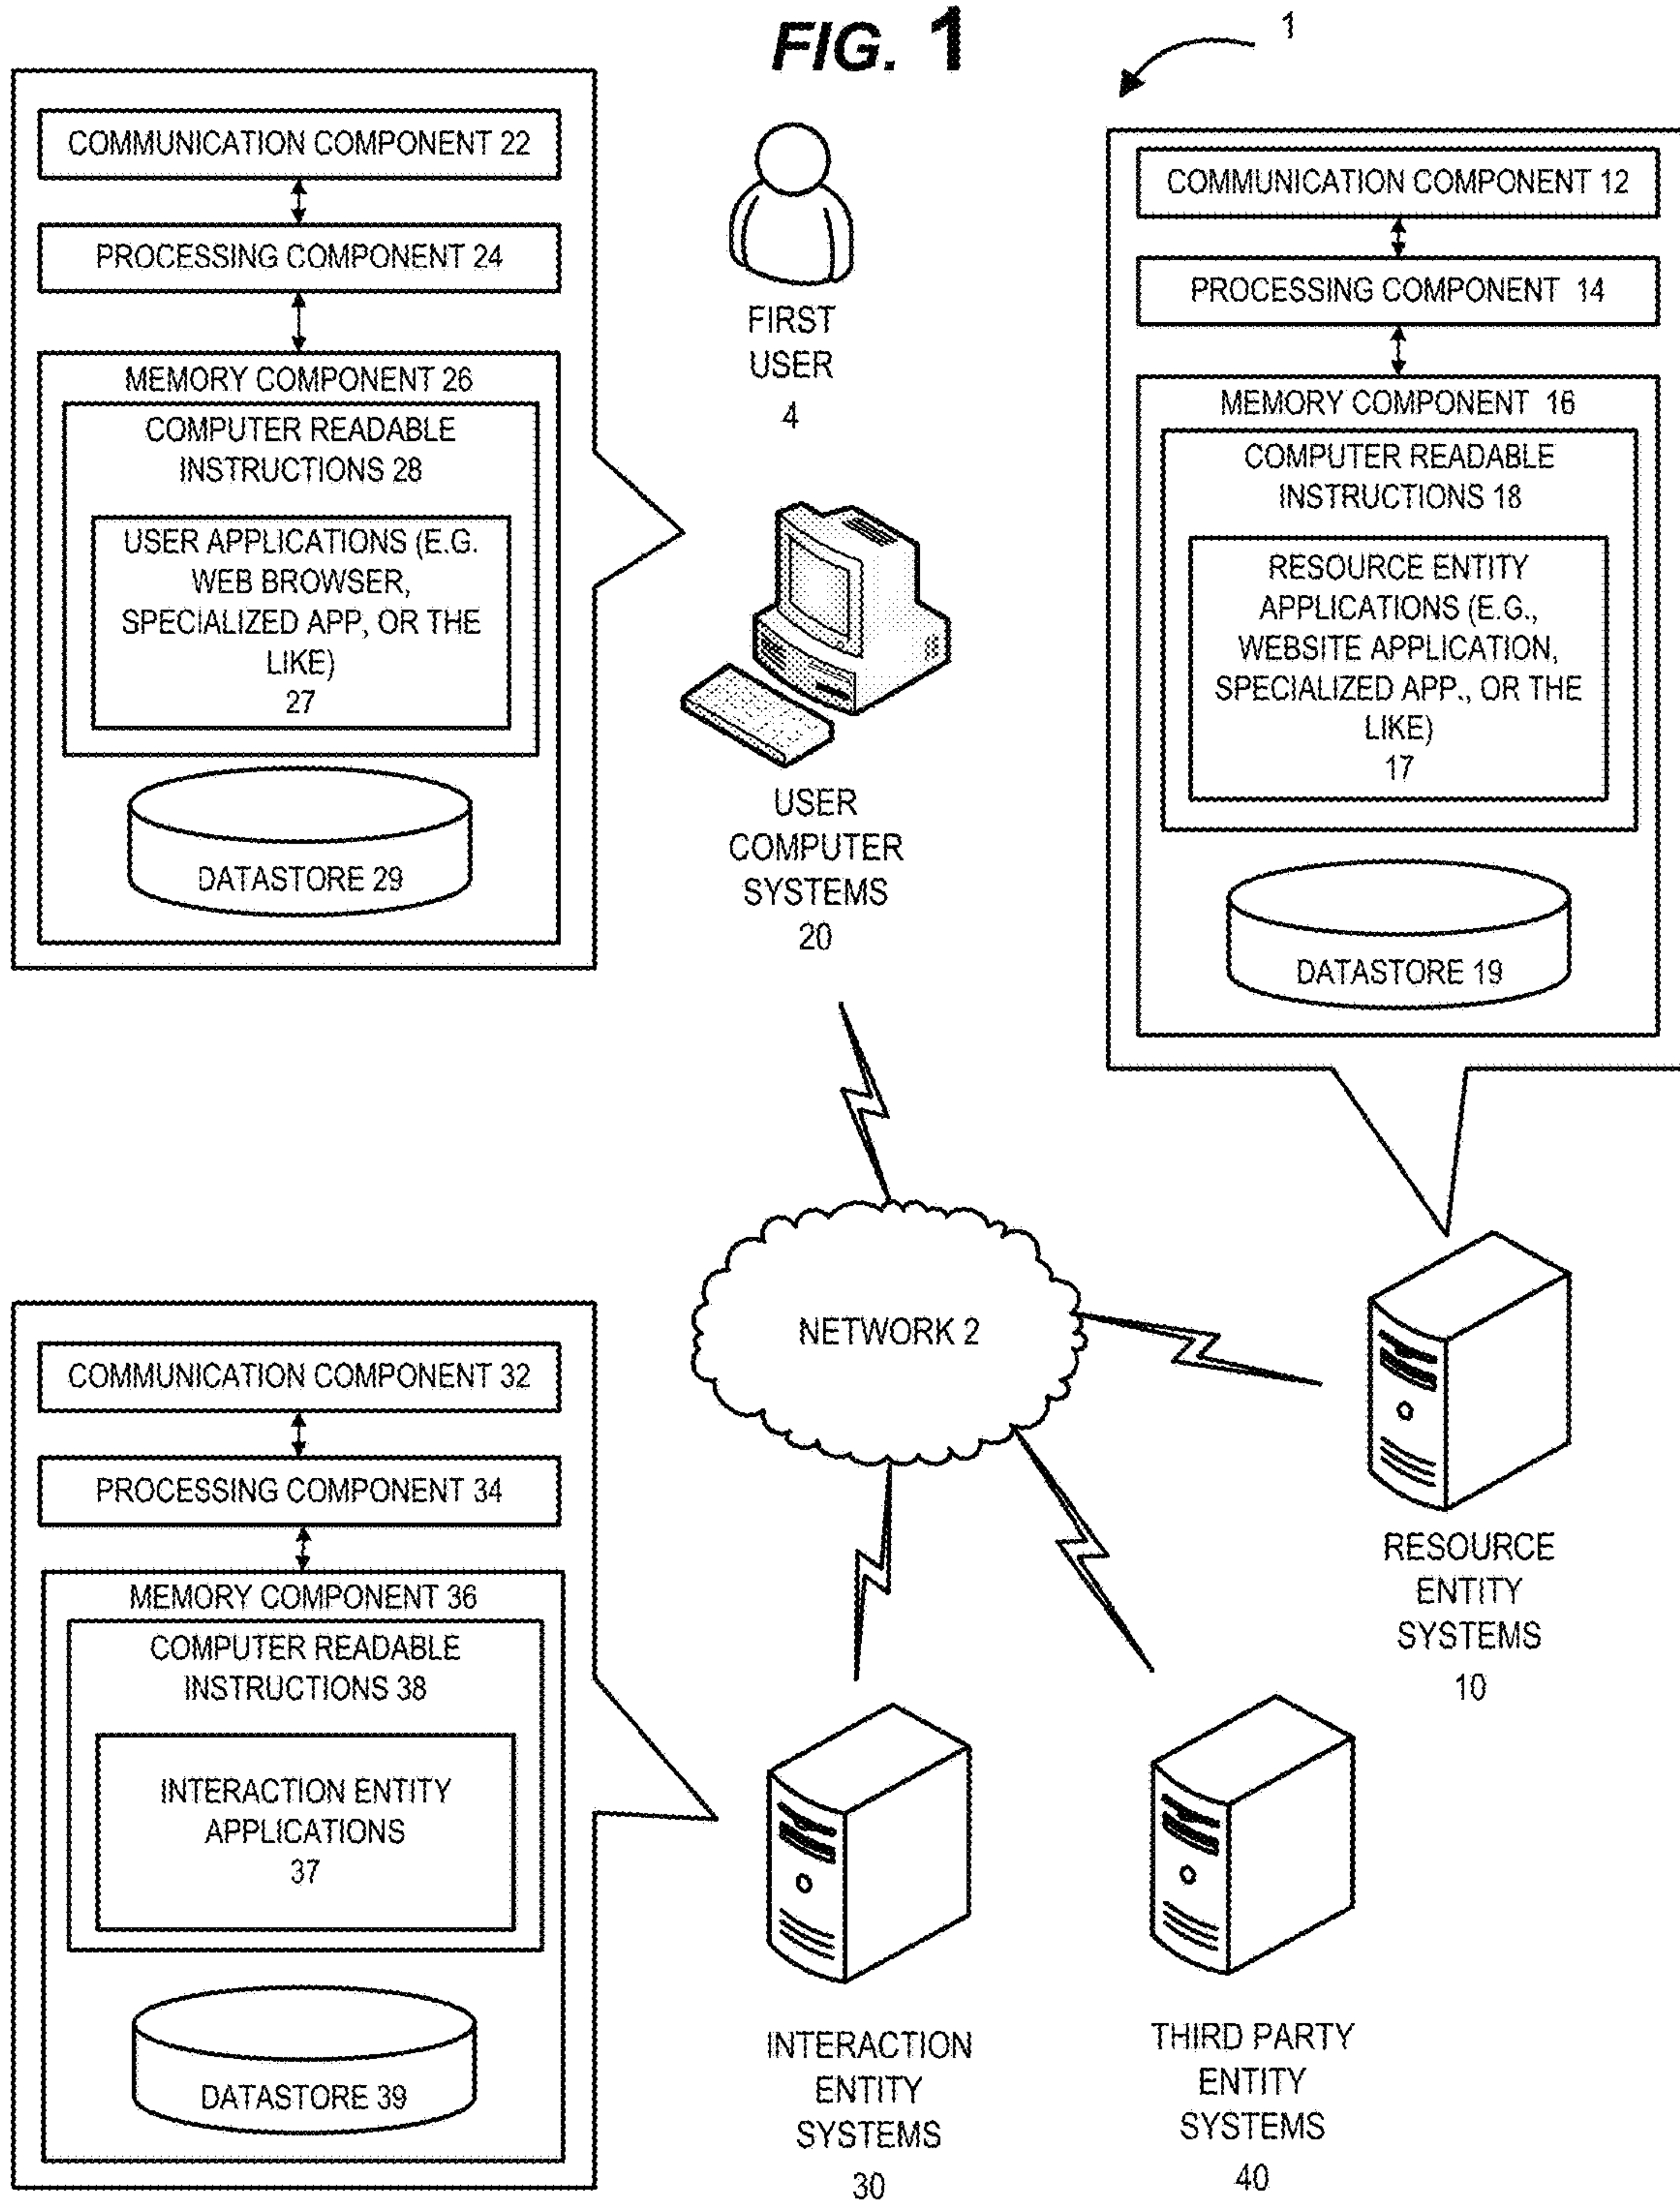 FIG. 1
1
COMMUNICATION COMPONENT 22
PROCESSING COMPONENT 24
MEMORY COMPONENT 26
COMPUTER READABLE
INSTRUCTIONS 28
USER APPLICATIONS (E.G.
WEB BROWSER,
SPECIALIZED APP, OR THE
LIKE)
27
DATASTORE 29
FIRST
USER
4
USER
COMPUTER
SYSTEMS
20
COMMUNICATION COMPONENT 12
PROCESSING COMPONENT 14
MEMORY COMPONENT 16
COMPUTER READABLE
INSTRUCTIONS 18
RESOURCE ENTITY
APPLICATIONS (E.G.,
WEBSITE APPLICATION,
SPECIALIZED APP., OR THE
LIKE)
17
DATASTORE 19
NETWORK 2
RESOURCE
ENTITY
SYSTEMS
10
COMMUNICATION COMPONENT 32
PROCESSING COMPONENT 34
MEMORY COMPONENT 36
COMPUTER READABLE
INSTRUCTIONS 38
INTERACTION ENTITY
APPLICATIONS
37
DATASTORE 39
INTERACTION
ENTITY
SYSTEMS
30
THIRD PARTY
ENTITY
SYSTEMS
40